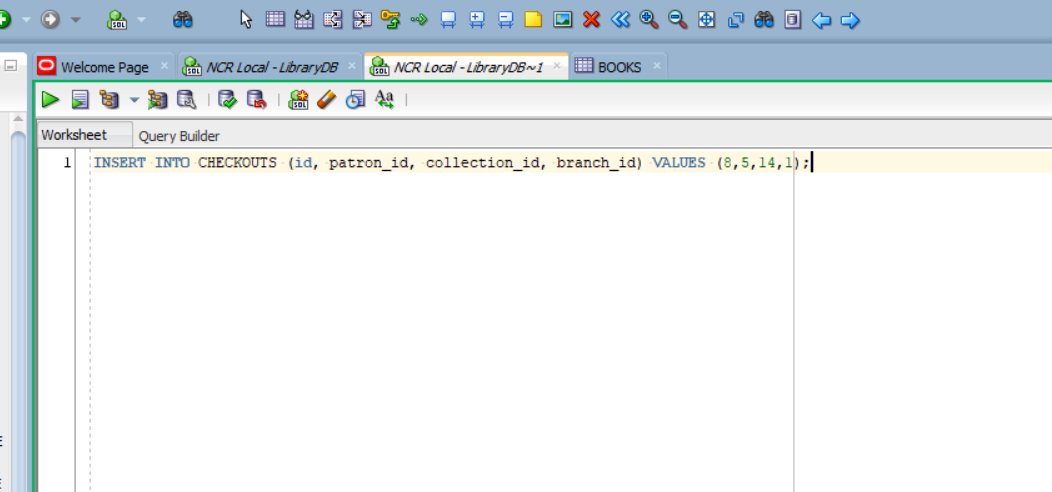 Welcome Page
NCR Local - LibraryDB
NCR Local - LibraryDB~1
BOOKS
Aa
Worksheet
Query Builder
1
INSERT INTO CHECKOUTS (id, patron_id, collection_id, branch_id) VALUES (8,5,14,1);
E
E